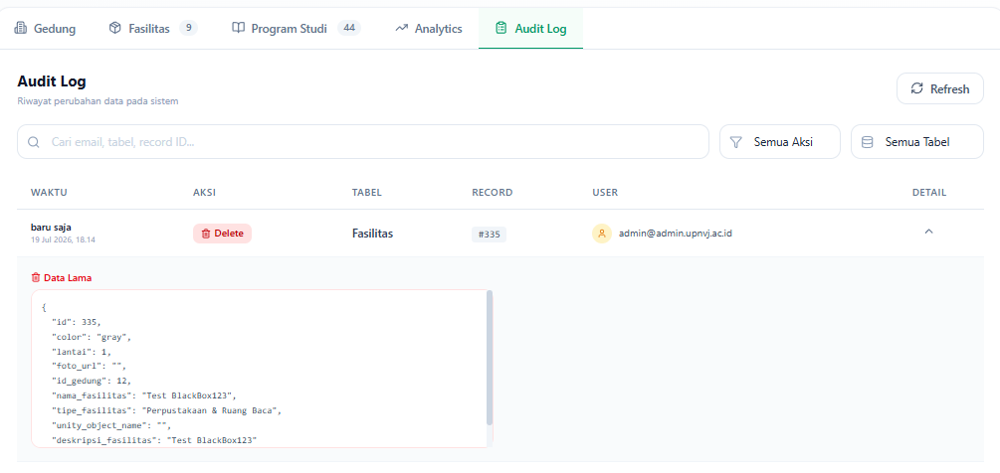 Gedung Fasilitas 9 Program Studi 44 Analytics Audit Log
Audit Log
Riwayat perubahan data pada sistem
Refresh
Cari email, tabel, record ID...
Semua Aksi
Semua Tabel
WAKTU AKSI TABEL RECORD USER DETAIL
baru saja
19 Jul 2026, 18.14
Delete
Fasilitas
#335
admin@admin.upnvj.ac.id
Data Lama
{
"id": 335,
"color": "gray",
"lantai": 1,
"foto_url": "",
"id_gedung": 12,
"nama_fasilitas": "Test BlackBox123",
"tipe_fasilitas": "Perpustakaan & Ruang Baca",
"unity_object_name": "",
"deskripsi_fasilitas": "Test BlackBox123"